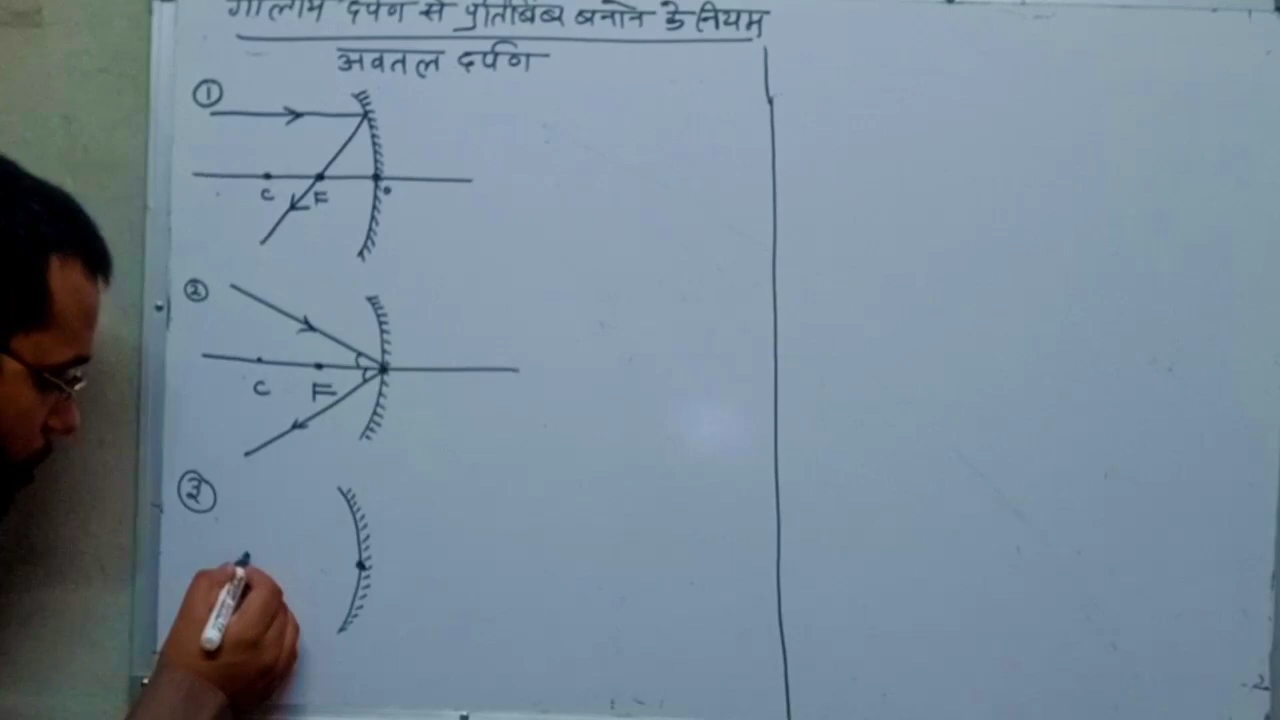 गोलीय दर्पण से प्रतिबिंब बनाने के नियम
अवतल दर्पण
①
C F
②
C F
③